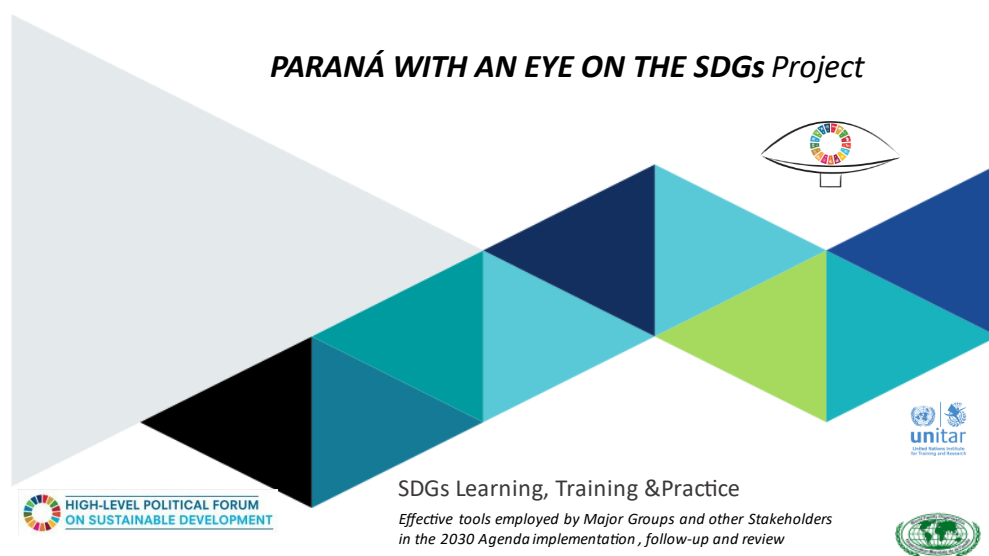 PARANÁ WITH AN EYE ON THE SDGs Project
unitar
United Nations Institute
for Training and Research
SDGs Learning, Training &Practice
HIGH-LEVEL POLITICAL FORUM
ON SUSTAINABLE DEVELOPMENT
Effective tools employed by Major Groups and other Stakeholders
in the 2030 Agenda implementation , follow-up and review